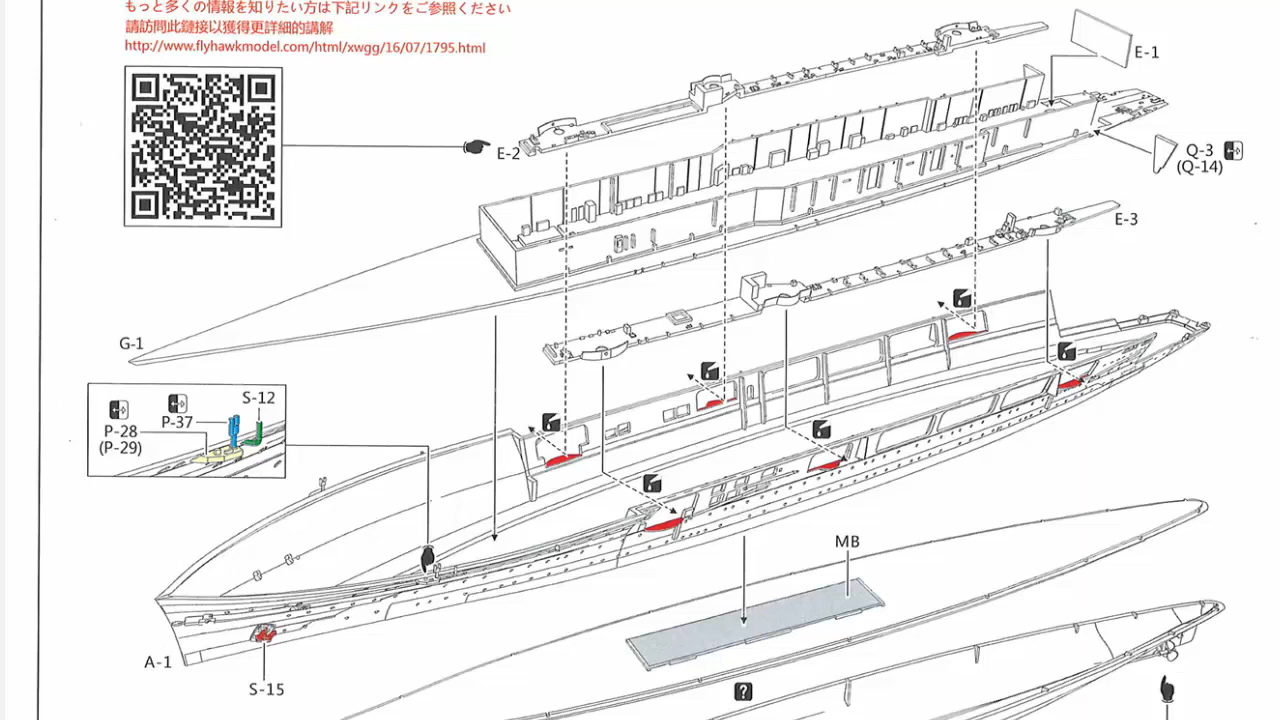 もっと多くの情報を知りたい方は下記リンクをご参照ください
請訪問此鏈接以獲得更詳細的講解
http://www.flyhawkmodel.com/html/xwgg/16/07/1795.html
E-1
E-2
Q-3
(Q-14)
E-3
G-1
S-12
P-37
P-28
(P-29)
MB
A-1
S-15
?